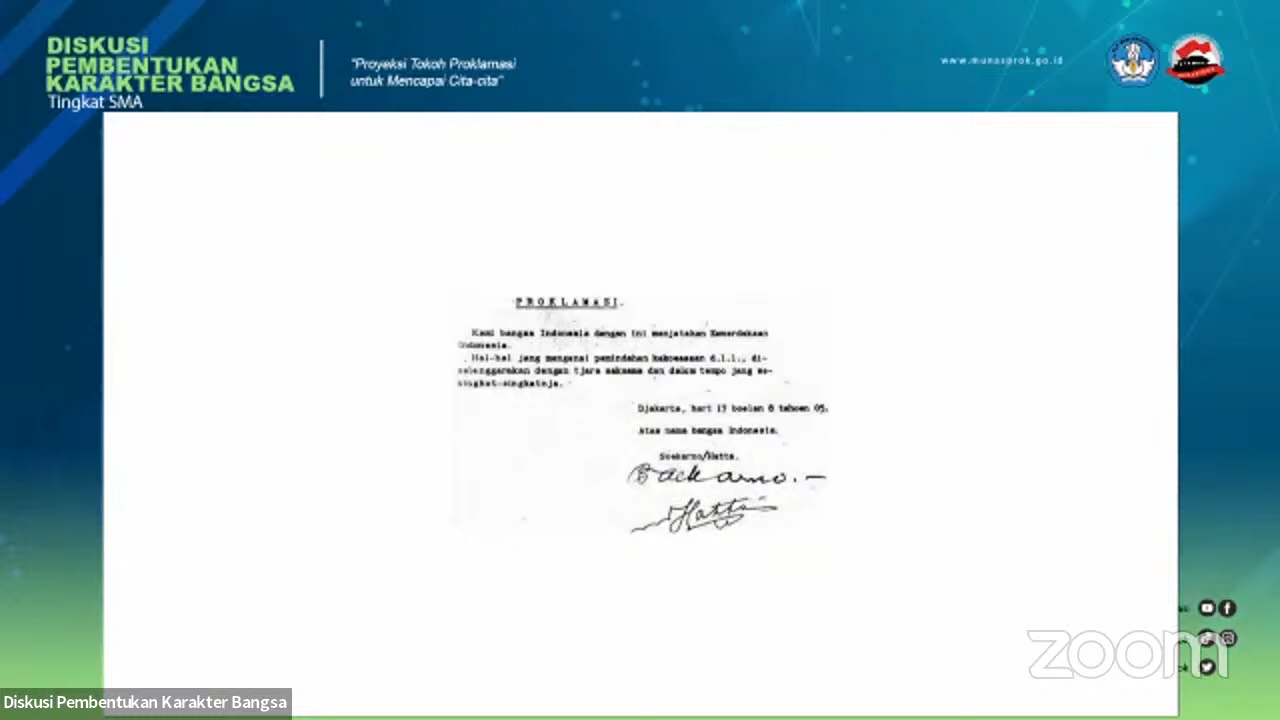 DISKUSI
PEMBENTUKAN
KARAKTER BANGSA
Tingkat SMA
"Proyeksi Tokoh Proklamasi
untuk Mencapai Cita-cita"
www.munasprok.go.id
PROKLAMASI.
Kami bangsa Indonesia dengan ini menjatakan Kemerdekaan
Indonesia.
Hal-hal jang mengenai pemindahan kekoeasaan d.l.l., di-
selenggarakan dengan tjara saksama dan dalam tempo jang se-
singkat-singkatnja.
Djakarta, hari 17 boelan 8 tahoen 05.
Atas nama bangsa Indonesia.
Soekarno/Hatta.
Soekarno.—
Hatta
zoom
Diskusi Pembentukan Karakter Bangsa